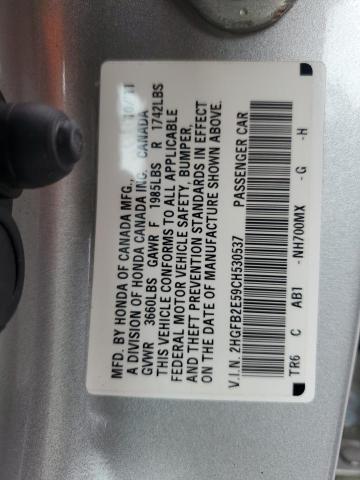 MFD. BY HONDA OF CANADA MFG., 10/11
A DIVISION OF HONDA CANADA INC. CANADA
GVWR 3660LBS GAWR F 1985LBS R 1742LBS
THIS VEHICLE CONFORMS TO ALL APPLICABLE
FEDERAL MOTOR VEHICLE SAFETY, BUMPER,
AND THEFT PREVENTION STANDARDS IN EFFECT
ON THE DATE OF MANUFACTURE SHOWN ABOVE.
V.I.N. 2HGFB2E59CH530537 PASSENGER CAR
TR6 C AB1 -NH700MX -G -H